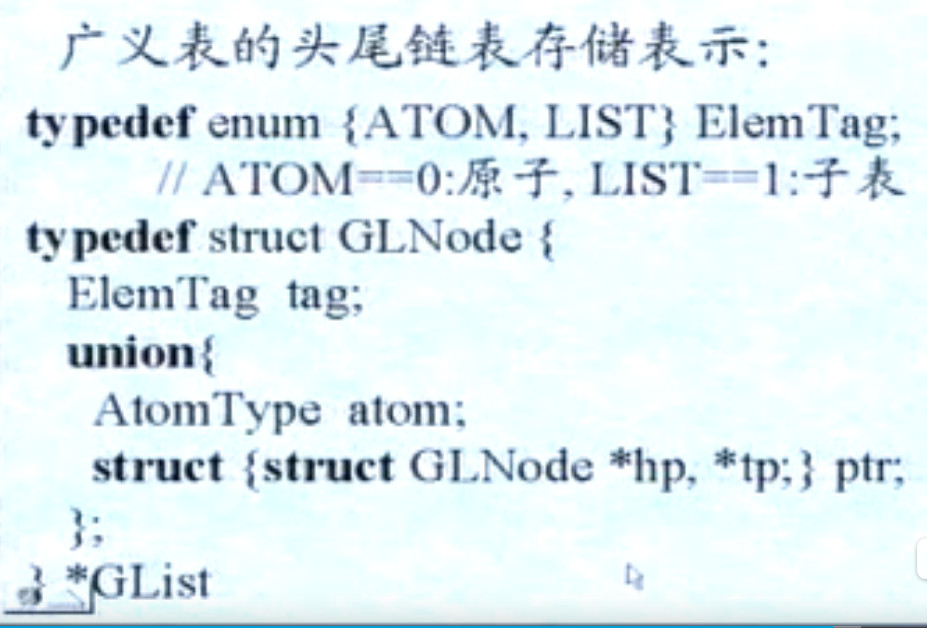 广义表的头尾链表存储表示:
typedef enum {ATOM, LIST} ElemTag;
// ATOM==0:原子, LIST==1:子表
typedef struct GLNode {
ElemTag tag;
union{
AtomType atom;
struct {struct GLNode *hp, *tp;} ptr;
};
} *GList